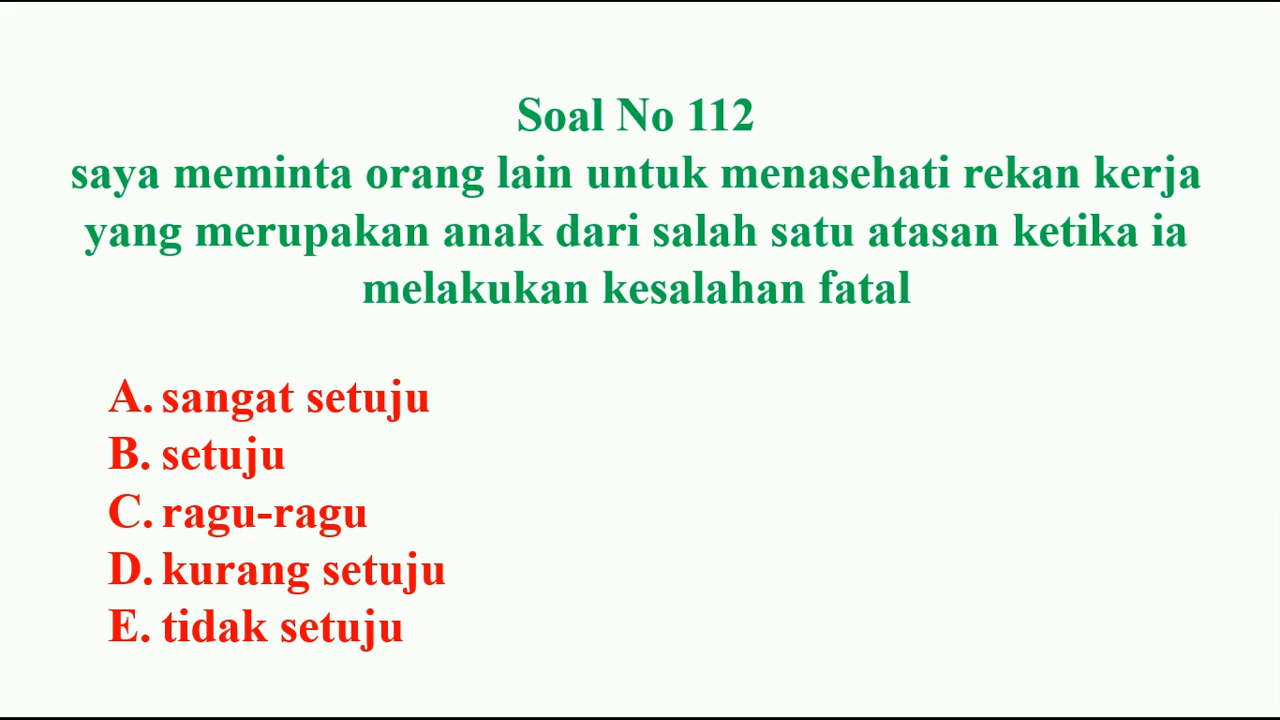 Soal No 112
saya meminta orang lain untuk menasehati rekan kerja
yang merupakan anak dari salah satu atasan ketika ia
melakukan kesalahan fatal
A. sangat setuju
B. setuju
C. ragu-ragu
D. kurang setuju
E. tidak setuju